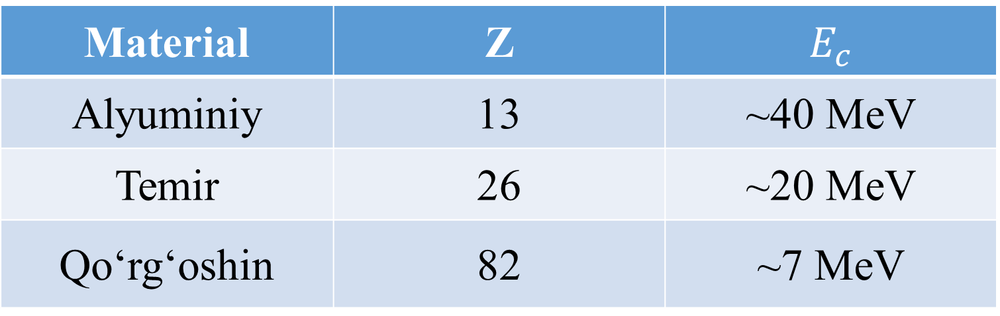 Material Z E_c
Alyuminiy 13 ~40 MeV
Temir 26 ~20 MeV
Qo‘rg‘oshin 82 ~7 MeV